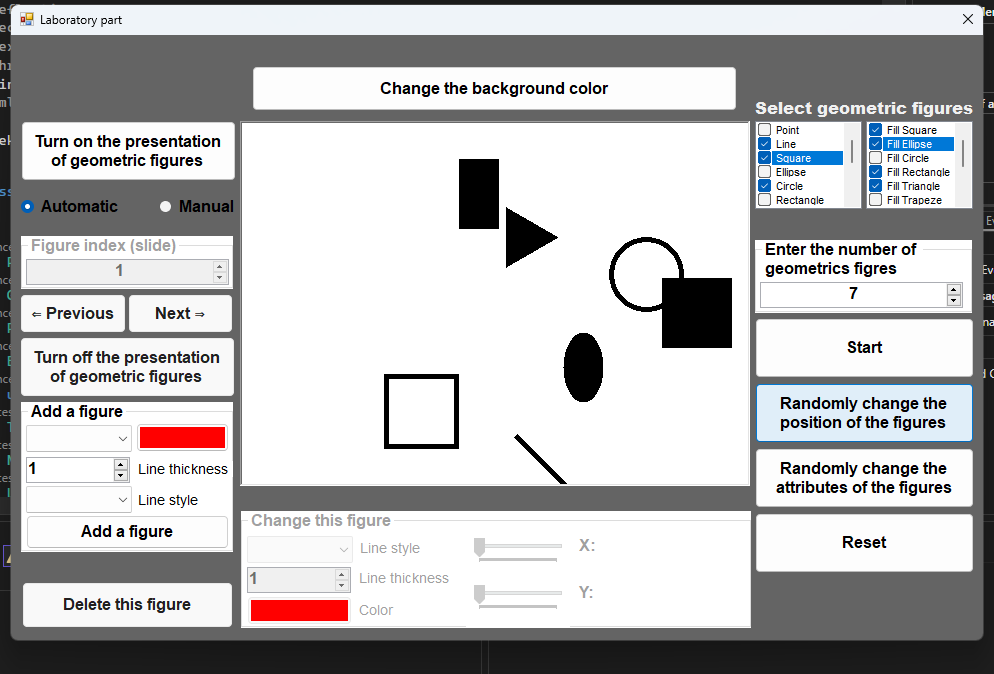 Laboratory part
Change the background color
Select geometric figures
Turn on the presentation
of geometric figures
Point
Line
Square
Ellipse
Circle
Rectangle
Fill Square
Fill Ellipse
Fill Circle
Fill Rectangle
Fill Triangle
Fill Trapeze
Automatic
Manual
Figure index (slide)
1
⇐ Previous
Next ⇒
Turn off the presentation
of geometric figures
Add a figure
1
Line thickness
Line style
Add a figure
Delete this figure
Enter the number of
geometrics figres
7
Start
Randomly change the
position of the figures
Randomly change the
attributes of the figures
Reset
Change this figure
Line style
X:
1
Line thickness
Y:
Color